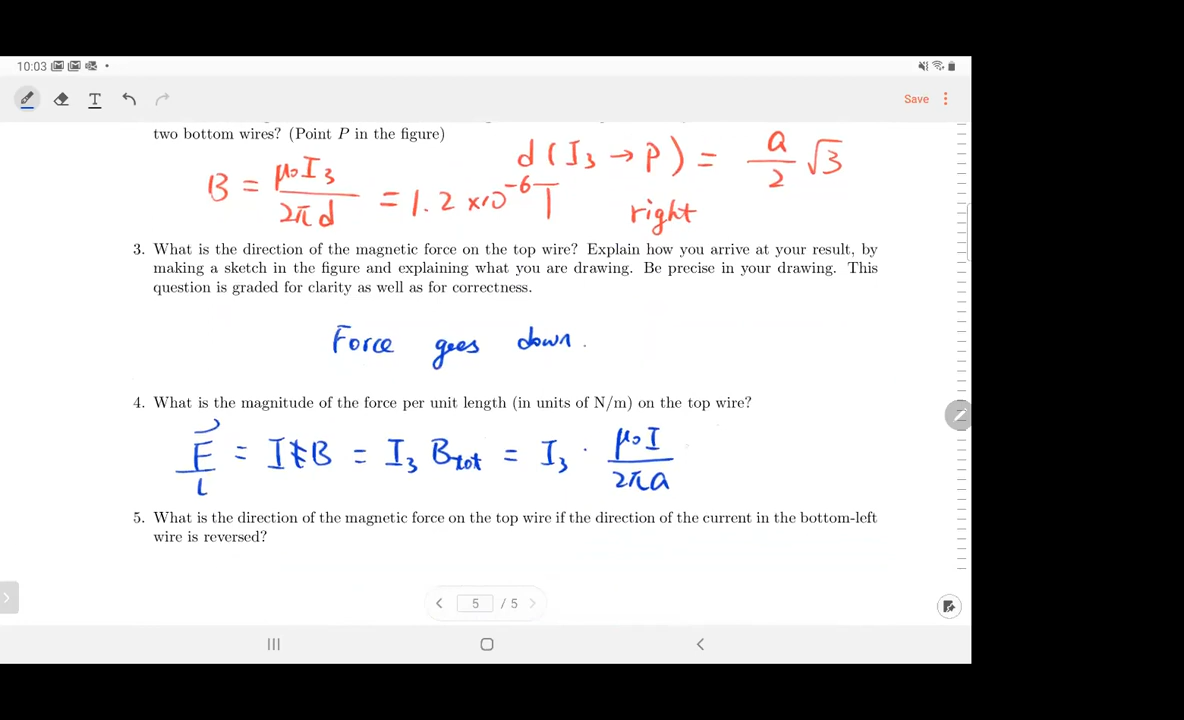 10:03
Save
two bottom wires? (Point P in the figure)
B = μ₀I₃ / 2πd = 1.2 x10⁻⁶ T
d(I₃ → P) = a/2 √3
right
3. What is the direction of the magnetic force on the top wire? Explain how you arrive at your result, by
making a sketch in the figure and explaining what you are drawing. Be precise in your drawing. This
question is graded for clarity as well as for correctness.
Force goes down.
4. What is the magnitude of the force per unit length (in units of N/m) on the top wire?
F⃗/L = I B = I₃ Btot = I₃ · μ₀I / 2πa
5. What is the direction of the magnetic force on the top wire if the direction of the current in the bottom-left
wire is reversed?
5 / 5